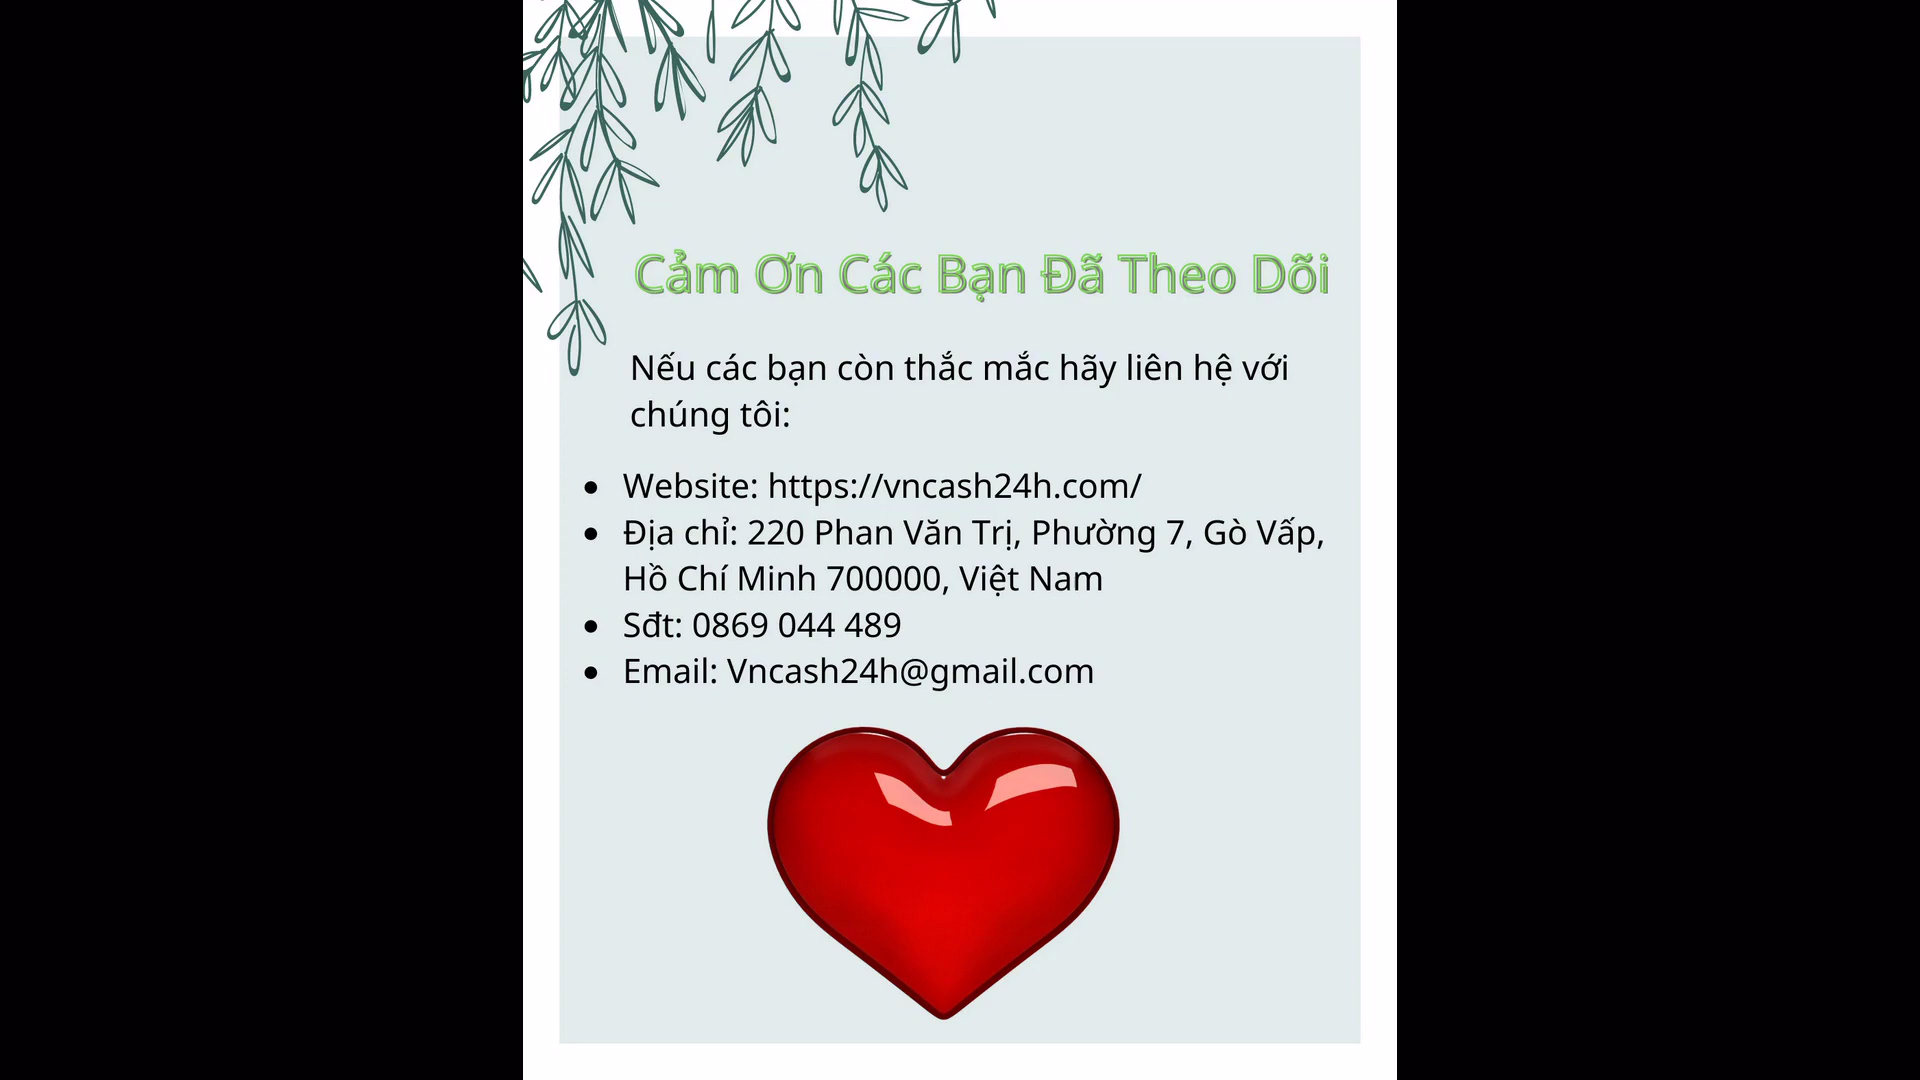 Cảm Ơn Các Bạn Đã Theo Dõi
Nếu các bạn còn thắc mắc hãy liên hệ với
chúng tôi:
Website: https://vncash24h.com/
Địa chỉ: 220 Phan Văn Trị, Phường 7, Gò Vấp,
Hồ Chí Minh 700000, Việt Nam
Sđt: 0869 044 489
Email: Vncash24h@gmail.com